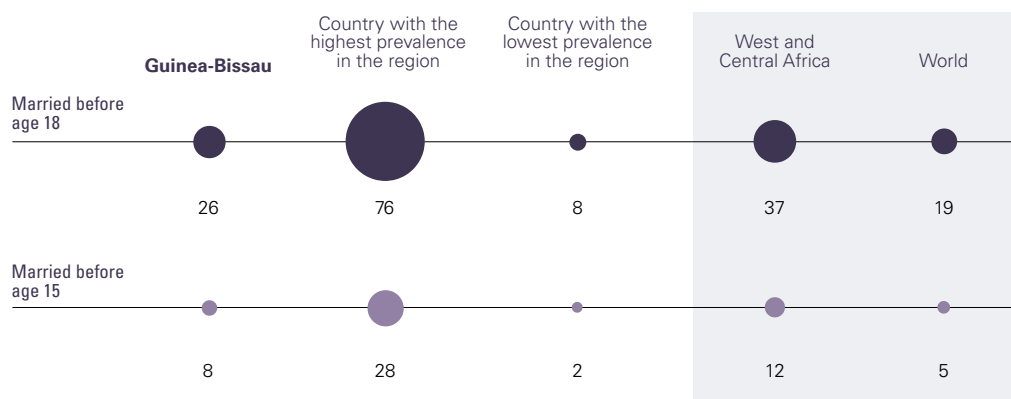 Guinea-Bissau
Country with the
highest prevalence
in the region
Country with the
lowest prevalence
in the region
West and
Central Africa
World
Married before
age 18
26
76
8
37
19
Married before
age 15
8
28
2
12
5